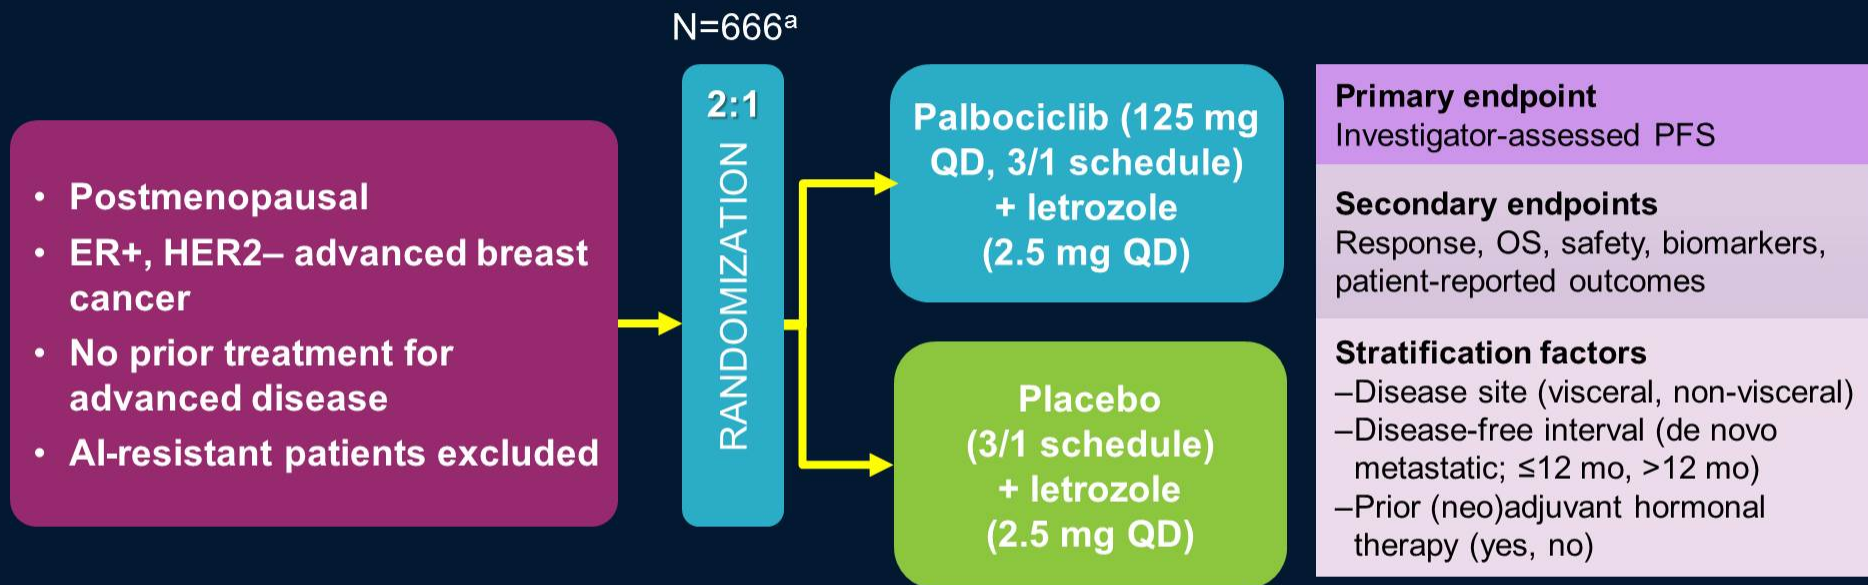 N=666ᵃ
• Postmenopausal
• ER+, HER2– advanced breast
cancer
• No prior treatment for
advanced disease
• AI-resistant patients excluded
2:1
RANDOMIZATION
Palbociclib (125 mg
QD, 3/1 schedule)
+ letrozole
(2.5 mg QD)
Placebo
(3/1 schedule)
+ letrozole
(2.5 mg QD)
Primary endpoint
Investigator-assessed PFS
Secondary endpoints
Response, OS, safety, biomarkers,
patient-reported outcomes
Stratification factors
–Disease site (visceral, non-visceral)
–Disease-free interval (de novo
metastatic; ≤12 mo, >12 mo)
–Prior (neo)adjuvant hormonal
therapy (yes, no)